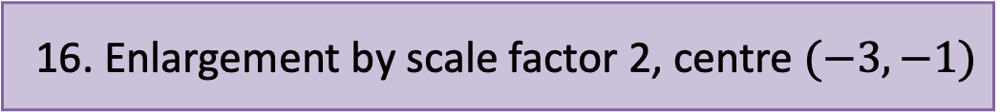 16. Enlargement by scale factor 2, centre (−3, −1)